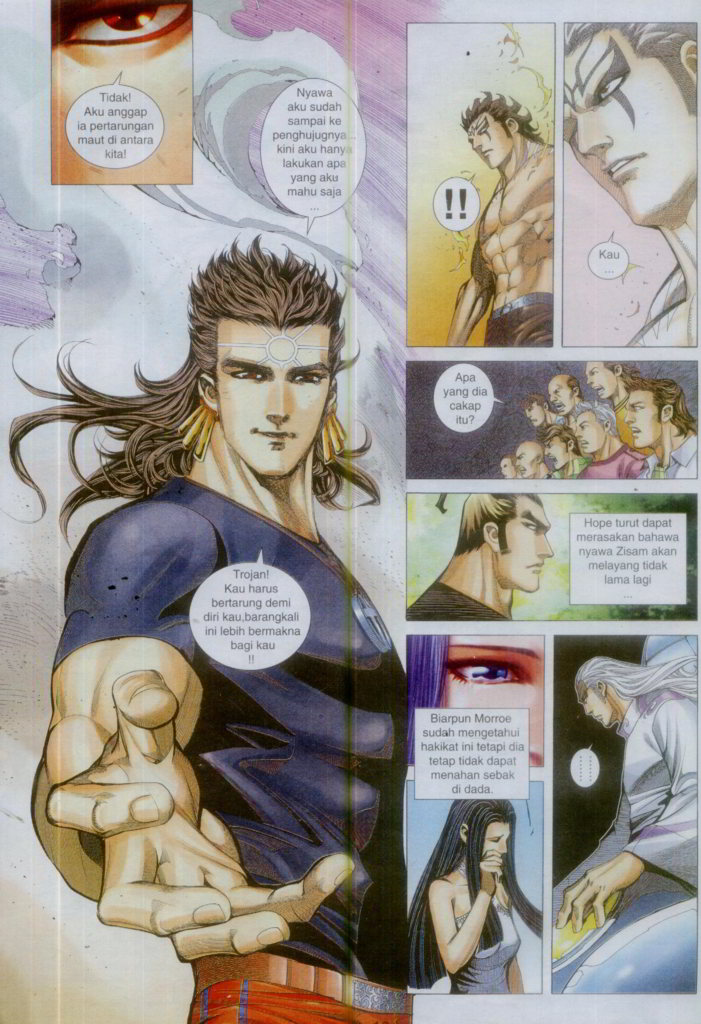 Tidak!
Aku anggap
ia pertarungan
maut di antara
kita!
Nyawa
aku sudah
sampai ke
penghujugnya...
kini aku hanya
lakukan apa
yang aku
mahu saja
...
Trojan!
Kau harus
bertarung demi
diri kau,barangkali
ini lebih bermakna
bagi kau
!!
!!
Kau
...
Apa
yang dia
cakap
itu?
Hope turut dapat
merasakan bahawa
nyawa Zisam akan
melayang tidak
lama lagi
...
Biarpun Morroe
sudah mengetahui
hakikat ini tetapi dia
tetap tidak dapat
menahan sebak
di dada.
......